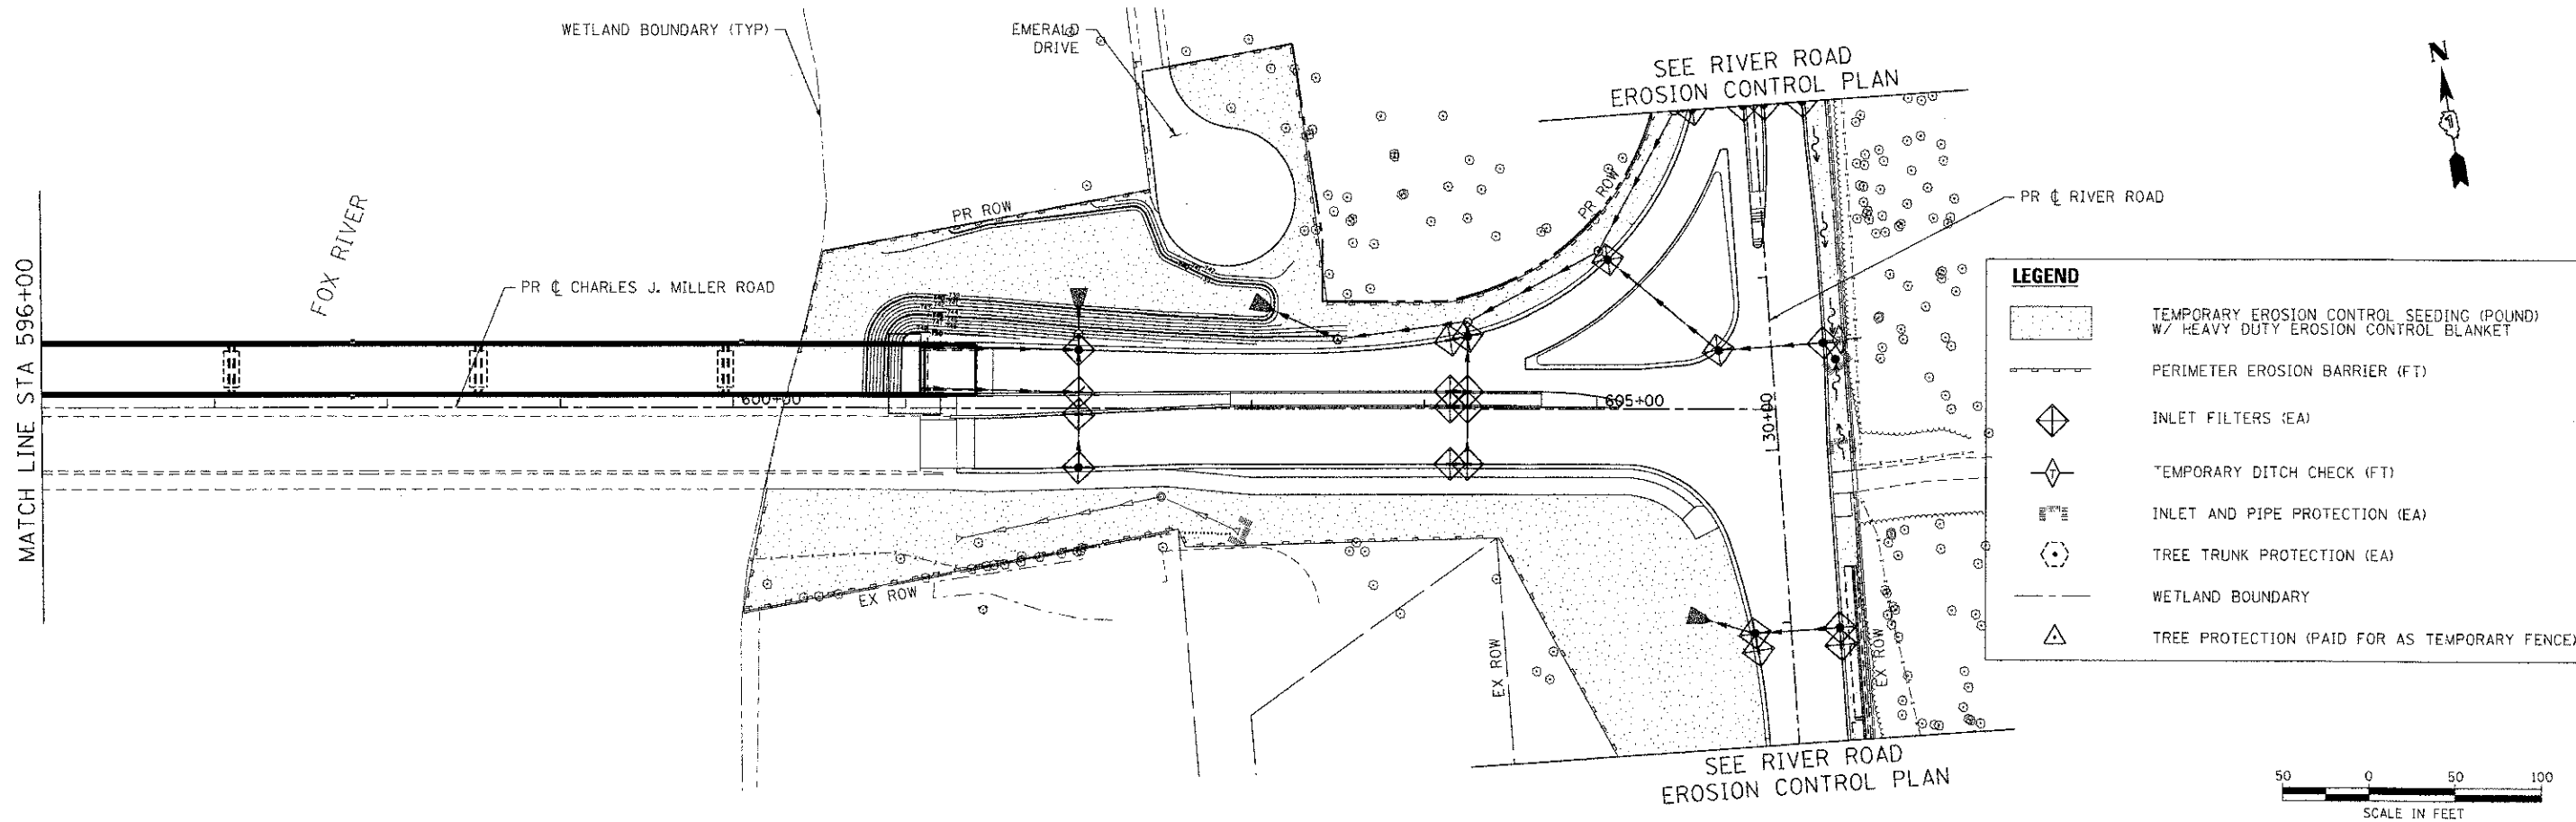 WETLAND BOUNDARY (TYP)
EMERALD
DRIVE
SEE RIVER ROAD
EROSION CONTROL PLAN
N
PR ROW
PR ROW
PR ℄ RIVER ROAD
FOX RIVER
PR ℄ CHARLES J. MILLER ROAD
MATCH LINE STA 596+00
600+00
605+00
130+00
EX ROW
EX ROW
EX ROW
SEE RIVER ROAD
EROSION CONTROL PLAN
LEGEND
TEMPORARY EROSION CONTROL SEEDING (POUND)
W/ HEAVY DUTY EROSION CONTROL BLANKET
PERIMETER EROSION BARRIER (FT)
INLET FILTERS (EA)
T
TEMPORARY DITCH CHECK (FT)
INLET AND PIPE PROTECTION (EA)
TREE TRUNK PROTECTION (EA)
WETLAND BOUNDARY
TREE PROTECTION (PAID FOR AS TEMPORARY FENCE)
50 0 50 100
SCALE IN FEET